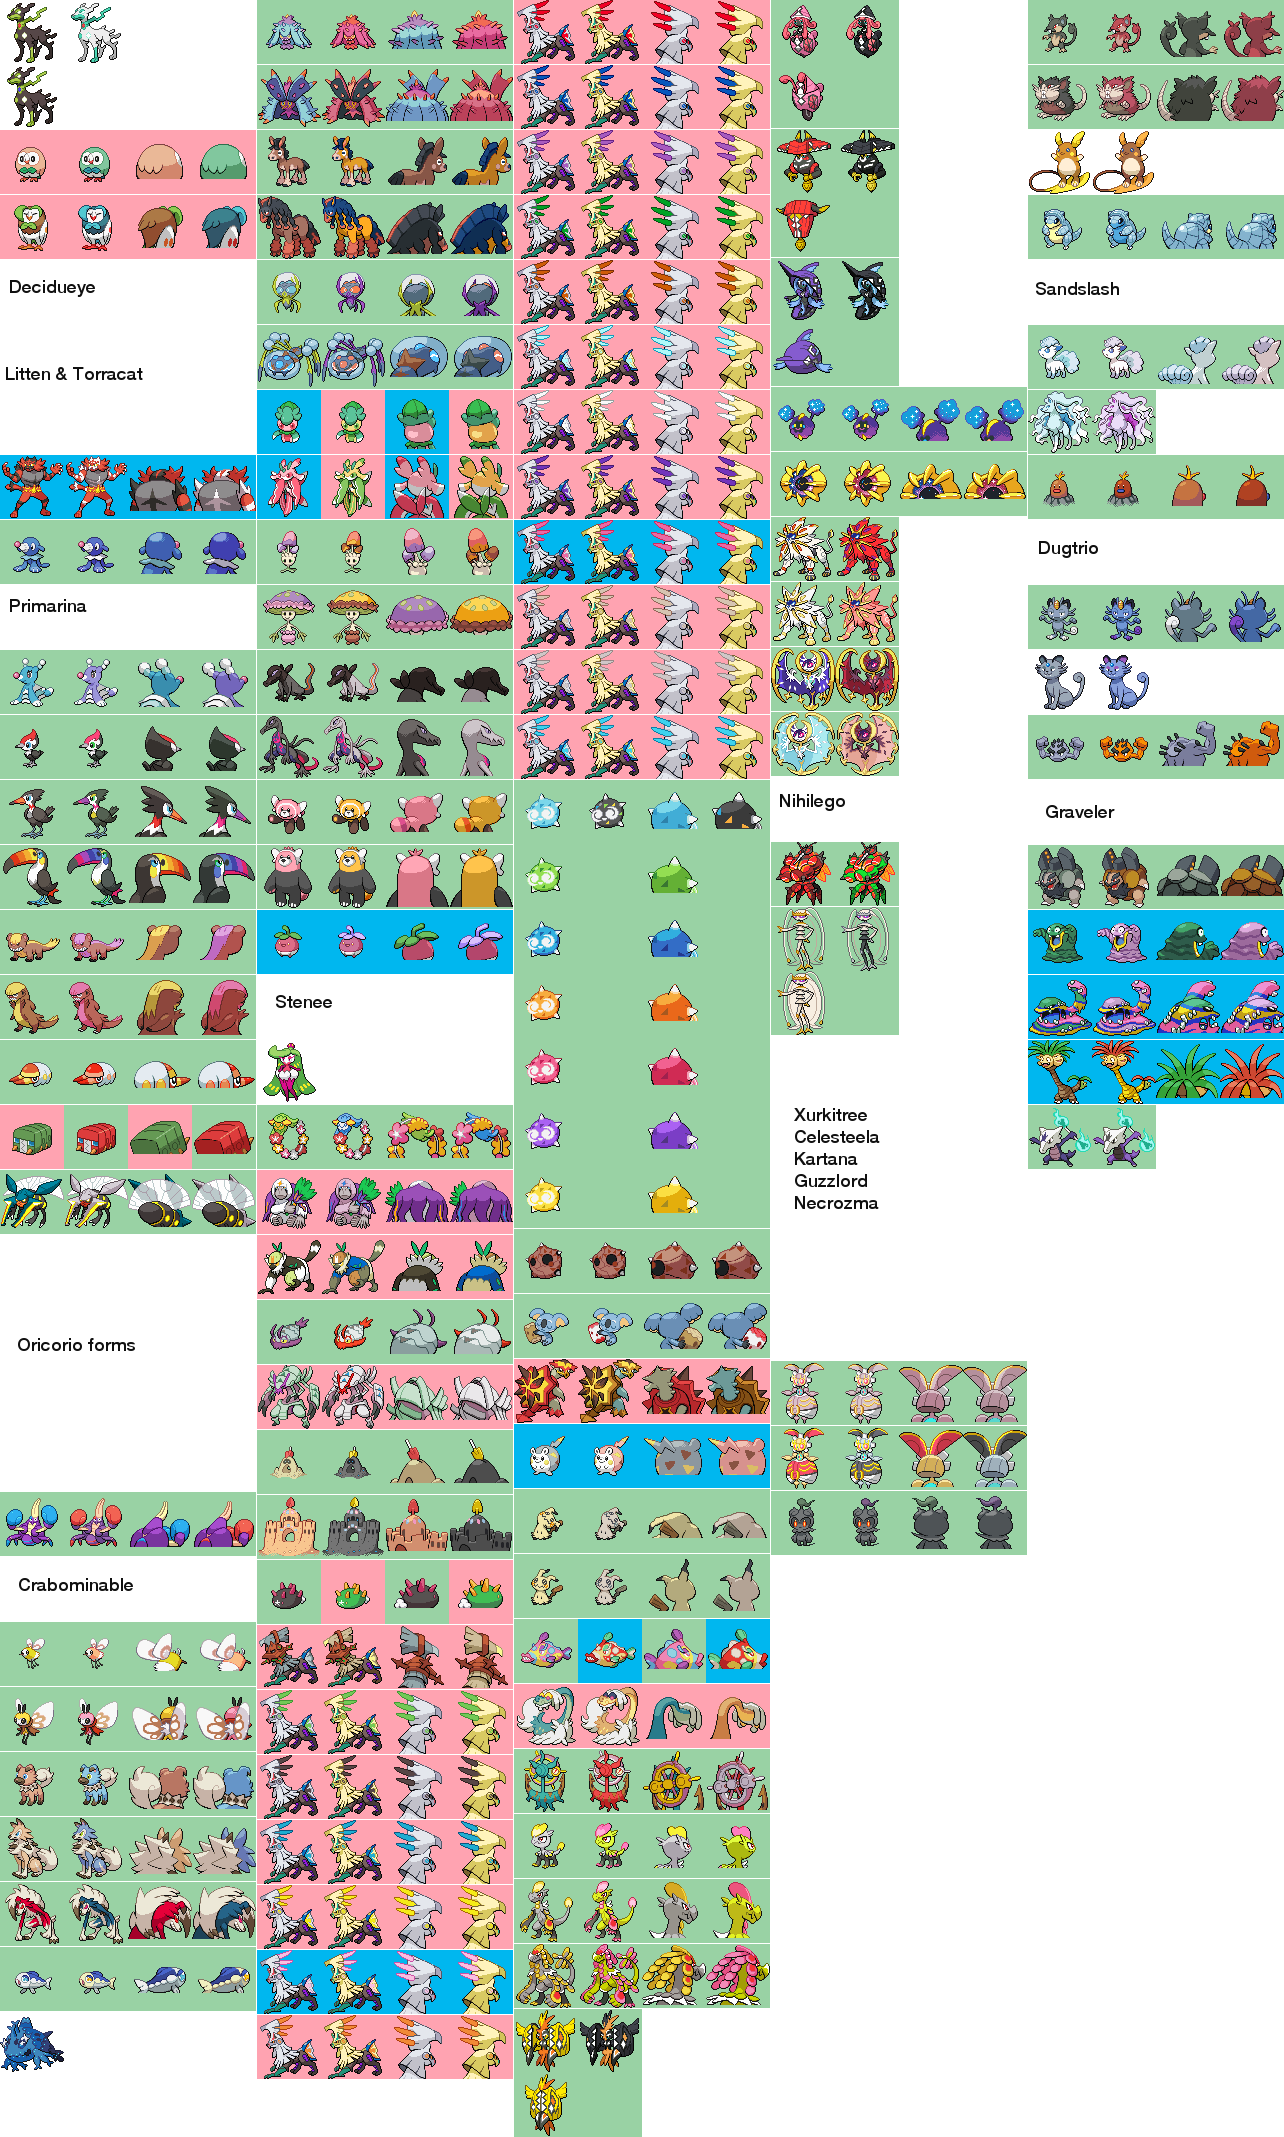 Decidueye
Litten & Torracat
Primarina
Oricorio forms
Crabominable
Stenee
Nihilego
Xurkitree
Celesteela
Kartana
Guzzlord
Necrozma
Sandslash
Dugtrio
Graveler